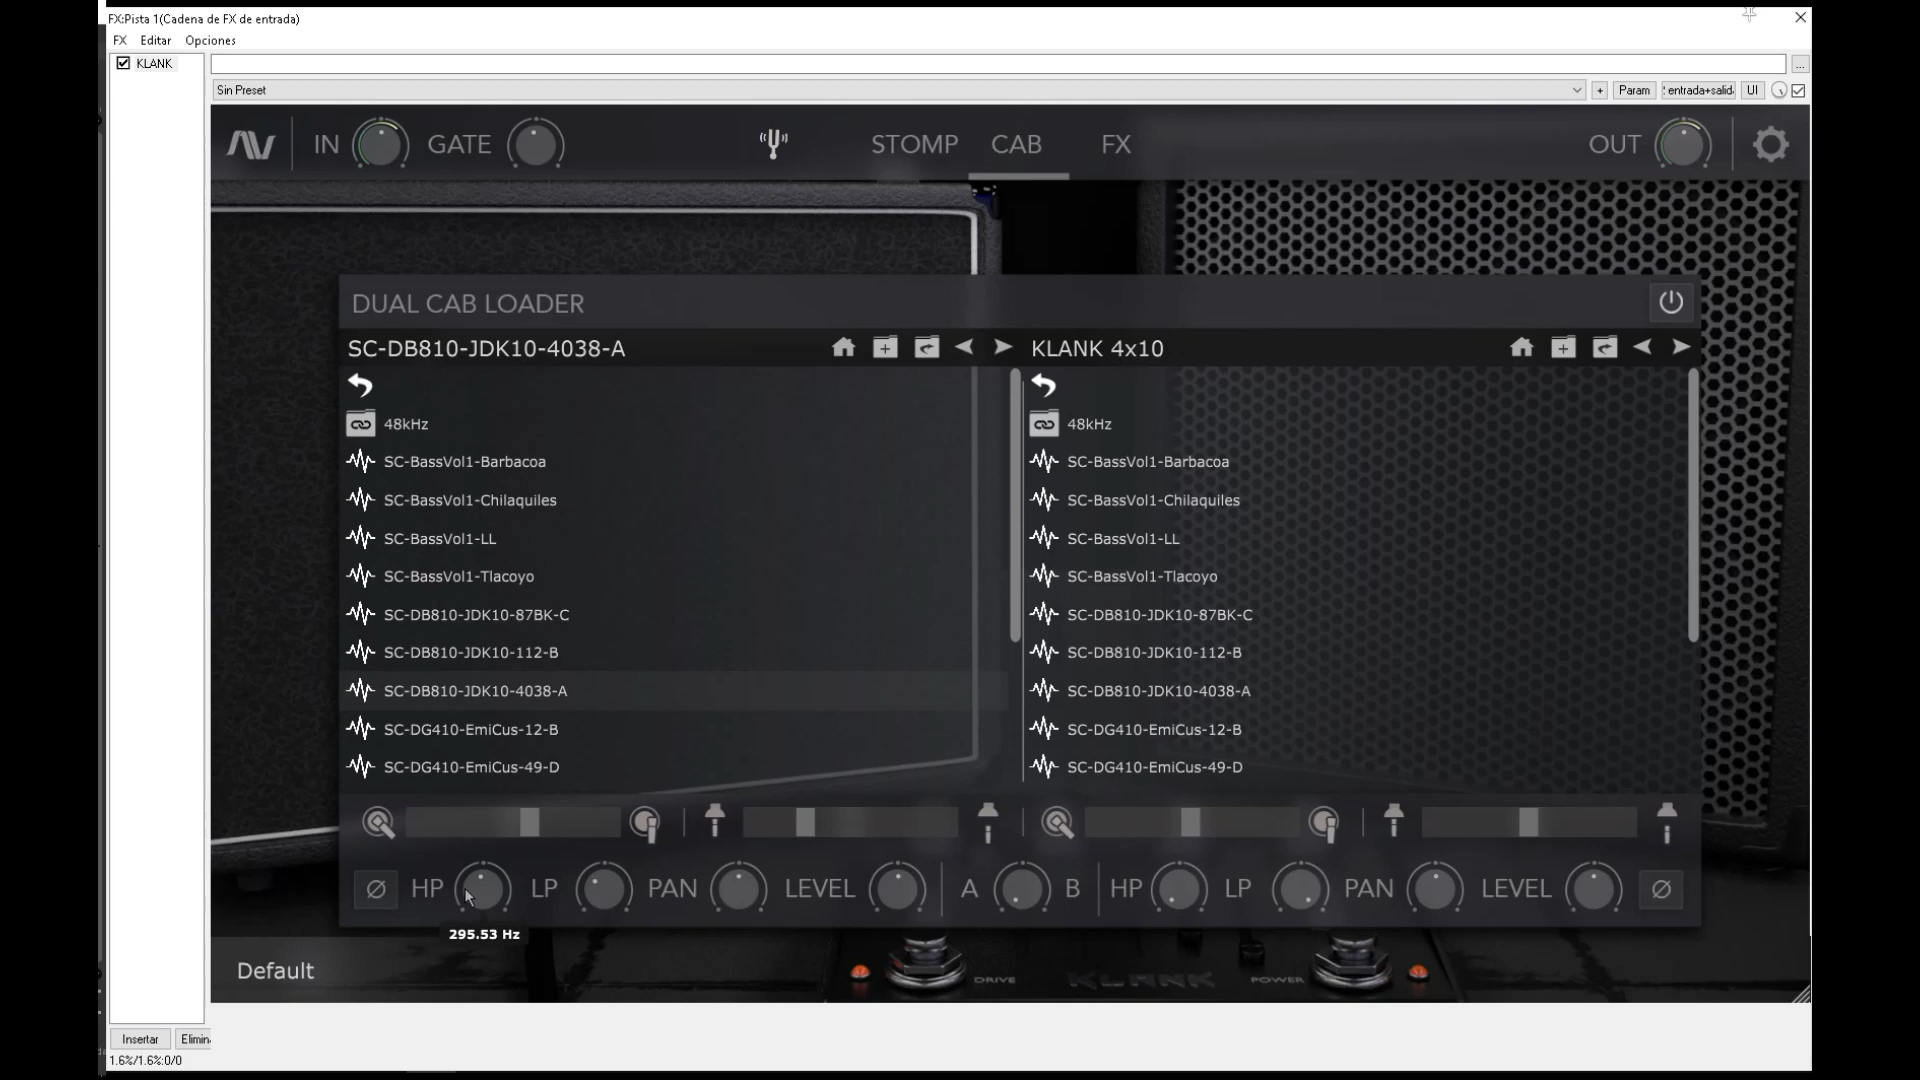 FX:Pista 1(Cadena de FX de entrada)
FX Editar Opciones
KLANK
...
Sin Preset
+ Param entrada+salid UI
IN GATE STOMP CAB FX OUT
DUAL CAB LOADER
SC-DB810-JDK10-4038-A
KLANK 4x10
48kHz
SC-BassVol1-Barbacoa
SC-BassVol1-Chilaquiles
SC-BassVol1-LL
SC-BassVol1-Tlacoyo
SC-DB810-JDK10-87BK-C
SC-DB810-JDK10-112-B
SC-DB810-JDK10-4038-A
SC-DG410-EmiCus-12-B
SC-DG410-EmiCus-49-D
48kHz
SC-BassVol1-Barbacoa
SC-BassVol1-Chilaquiles
SC-BassVol1-LL
SC-BassVol1-Tlacoyo
SC-DB810-JDK10-87BK-C
SC-DB810-JDK10-112-B
SC-DB810-JDK10-4038-A
SC-DG410-EmiCus-12-B
SC-DG410-EmiCus-49-D
Ø HP LP PAN LEVEL A B HP LP PAN LEVEL Ø
295.53 Hz
Default
DRIVE KLANK POWER
Insertar Elimin
1.6%/1.6%:0/0